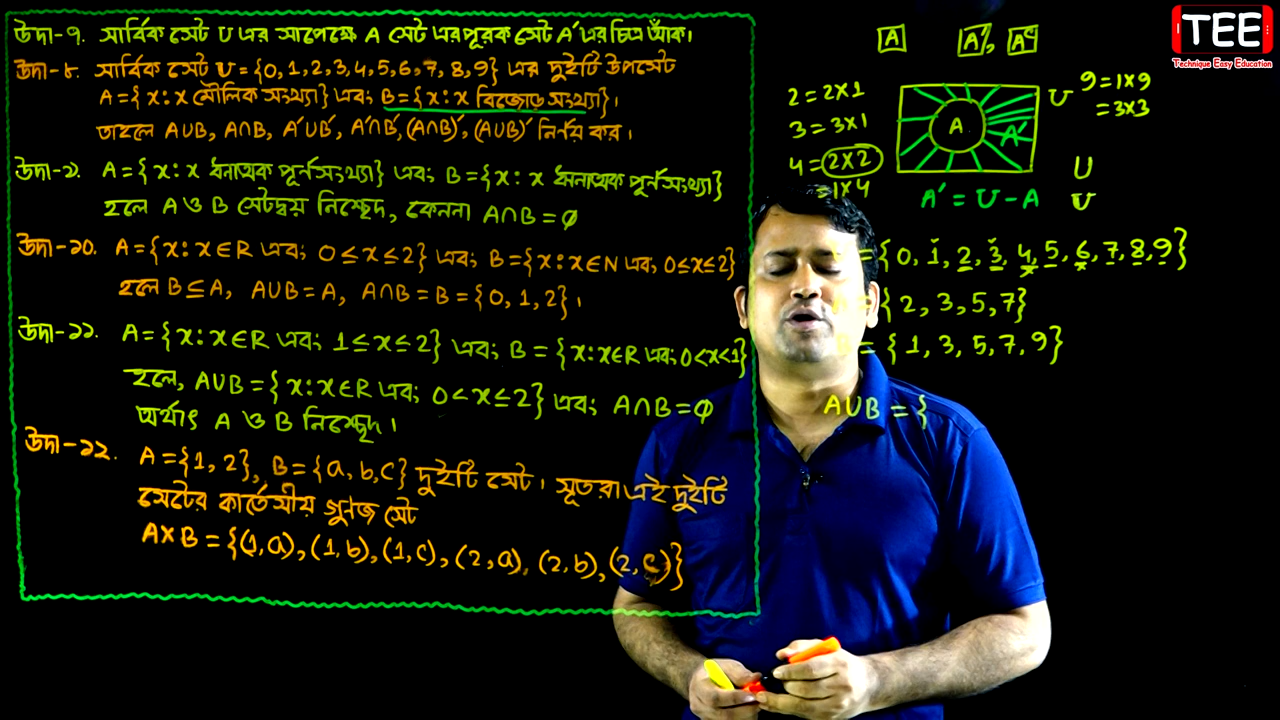 উদা-৭. সার্বিক সেট U এর সাপেক্ষে A সেট এর পূরক সেট A′ এর চিত্র আঁক।
উদা-৮. সার্বিক সেট U = {0, 1, 2, 3, 4, 5, 6, 7, 8, 9} এর দুইটি উপসেট
A = {x : x মৌলিক সংখ্যা} এবং B = {x : x বিজোড় সংখ্যা}।
তাহলে A∪B, A∩B, A′∪B′, A′∩B′, (A∩B)′, (A∪B)′ নির্ণয় কর।
উদা-৯. A = {x : x ধনাত্মক পূর্নসংখ্যা} এবং B = {x : x ঋনাত্মক পূর্নসংখ্যা}
হলে A ও B সেটদ্বয় নিশ্ছেদ, কেননা A∩B = φ
উদা-১০. A = {x : x∈R এবং 0 ≤ x ≤ 2} এবং B = {x : x∈N এবং 0 ≤ x ≤ 2}
হলে B ⊆ A, A∪B = A, A∩B = B = {0, 1, 2}।
উদা-১১. A = {x : x∈R এবং 1 ≤ x ≤ 2} এবং B = {x : x∈R এবং 0 < x < 1}
হলে, A∪B = {x : x∈R এবং 0 < x ≤ 2} এবং A∩B = φ
অর্থাৎ A ও B নিশ্ছেদ।
উদা-১২. A = {1, 2}, B = {a, b, c} দুইটি সেট। সূতরাং এই দুইটি
সেটের কার্তেসীয় গুনজ সেট
A×B = {(1, a), (1, b), (1, c), (2, a), (2, b), (2, c)}
A A′, Aᶜ
TEE
Technique Easy Education
2 = 2×1
3 = 3×1
4 = 2×2
= 1×4
A A′ U
9 = 1×9
= 3×3
A′ = U − A
U
U
= {0, 1, 2, 3, 4, 5, 6, 7, 8, 9}
= {2, 3, 5, 7}
= {1, 3, 5, 7, 9}
A∪B = {